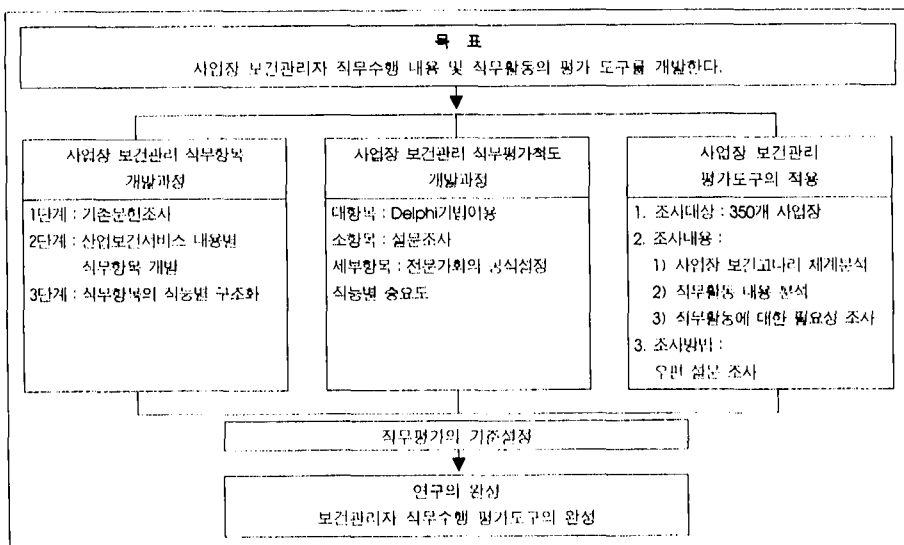 목 표
사업장 보건관리자 직무수행 내용 및 직무활동의 평가 도구를 개발한다.
사업장 보건관리 직무항목
개발과정
1단계 : 기존문헌조사
2단계 : 산업보건서비스 내용별
직무항목 개발
3단계 : 직무항목의 직능별 구조화
사업장 보건관리 직무평가척도
개발과정
대항목 : Delphi기법이용
소항목 : 설문조사
세부항목 : 전문가회의 공식설정
직능별 중요도
사업장 보건관리
평가도구의 적용
1. 조사대상 : 350개 사업장
2. 조사내용 :
1) 사업장 보건고나리 체계분석
2) 직무활동 내용 분석
3) 직무활동에 대한 필요성 조사
3. 조사방법 :
우편 설문 조사
직무평가의 기준설정
연구의 완성
보건관리자 직무수행 평가도구의 완성